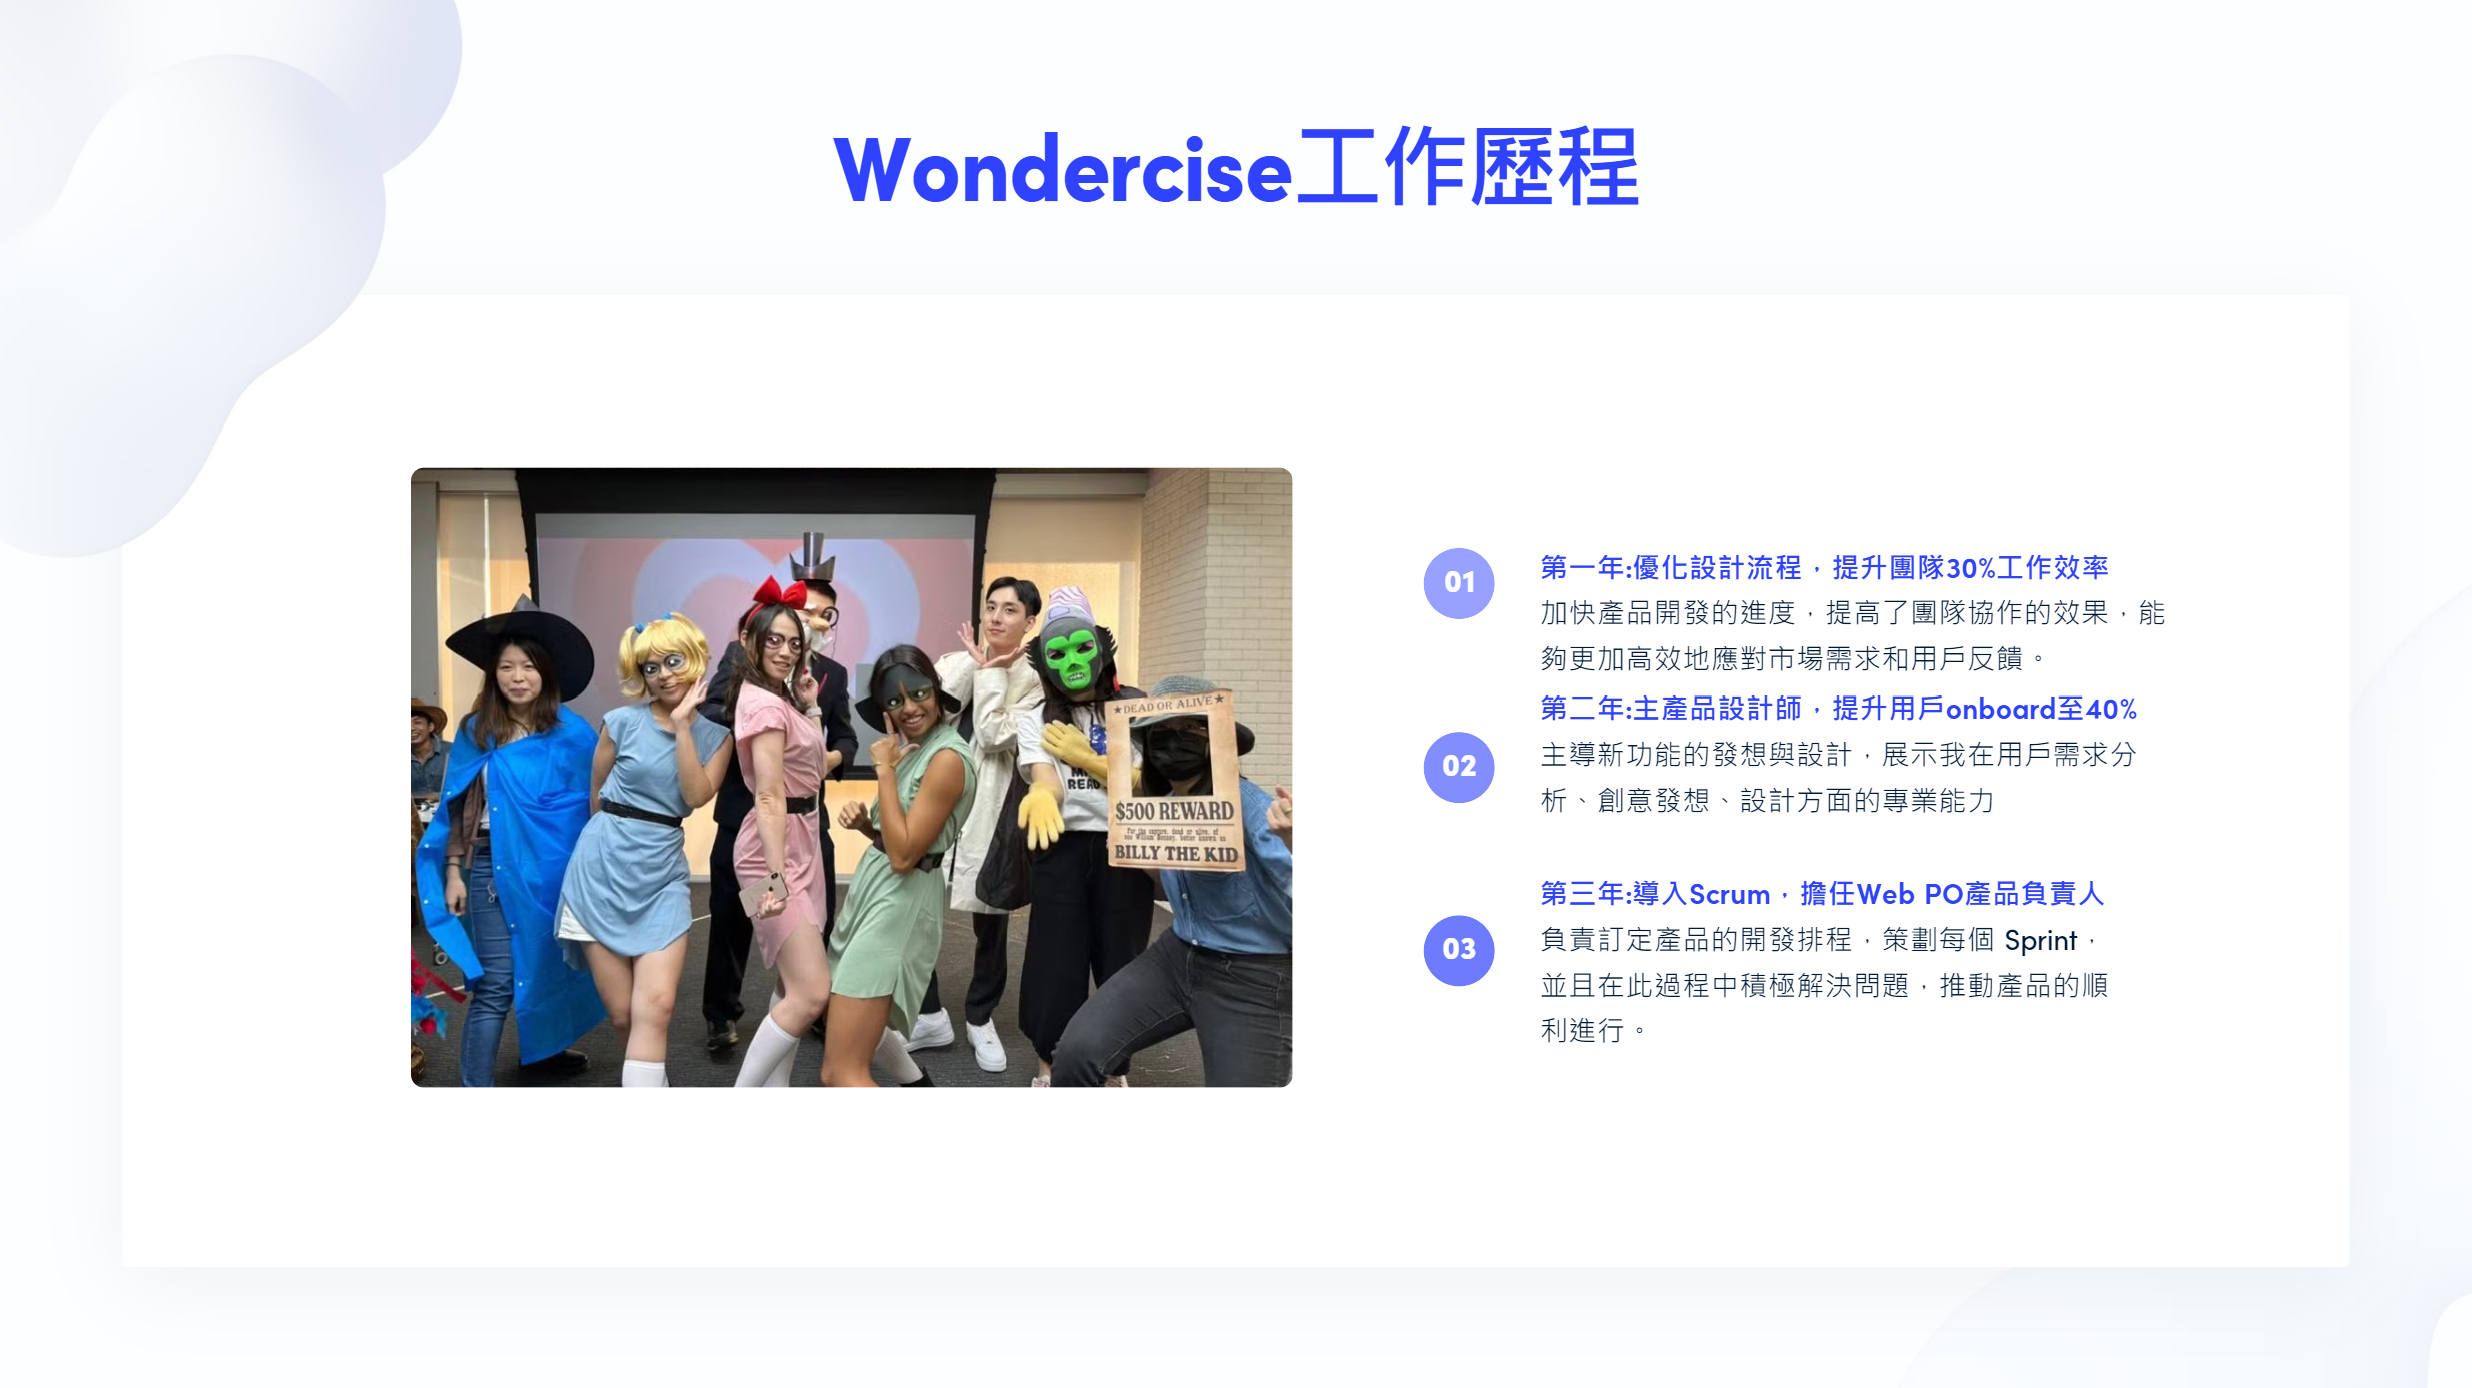 Wondercise工作歷程
★DEAD OR ALIVE★
$500 REWARD
BILLY THE KID
01
第一年:優化設計流程，提升團隊30%工作效率
加快產品開發的進度，提高了團隊協作的效果，能
夠更加高效地應對市場需求和用戶反饋。
02
第二年:主產品設計師，提升用戶onboard至40%
主導新功能的發想與設計，展示我在用戶需求分
析、創意發想、設計方面的專業能力
03
第三年:導入Scrum，擔任Web PO產品負責人
負責訂定產品的開發排程，策劃每個 Sprint，
並且在此過程中積極解決問題，推動產品的順
利進行。